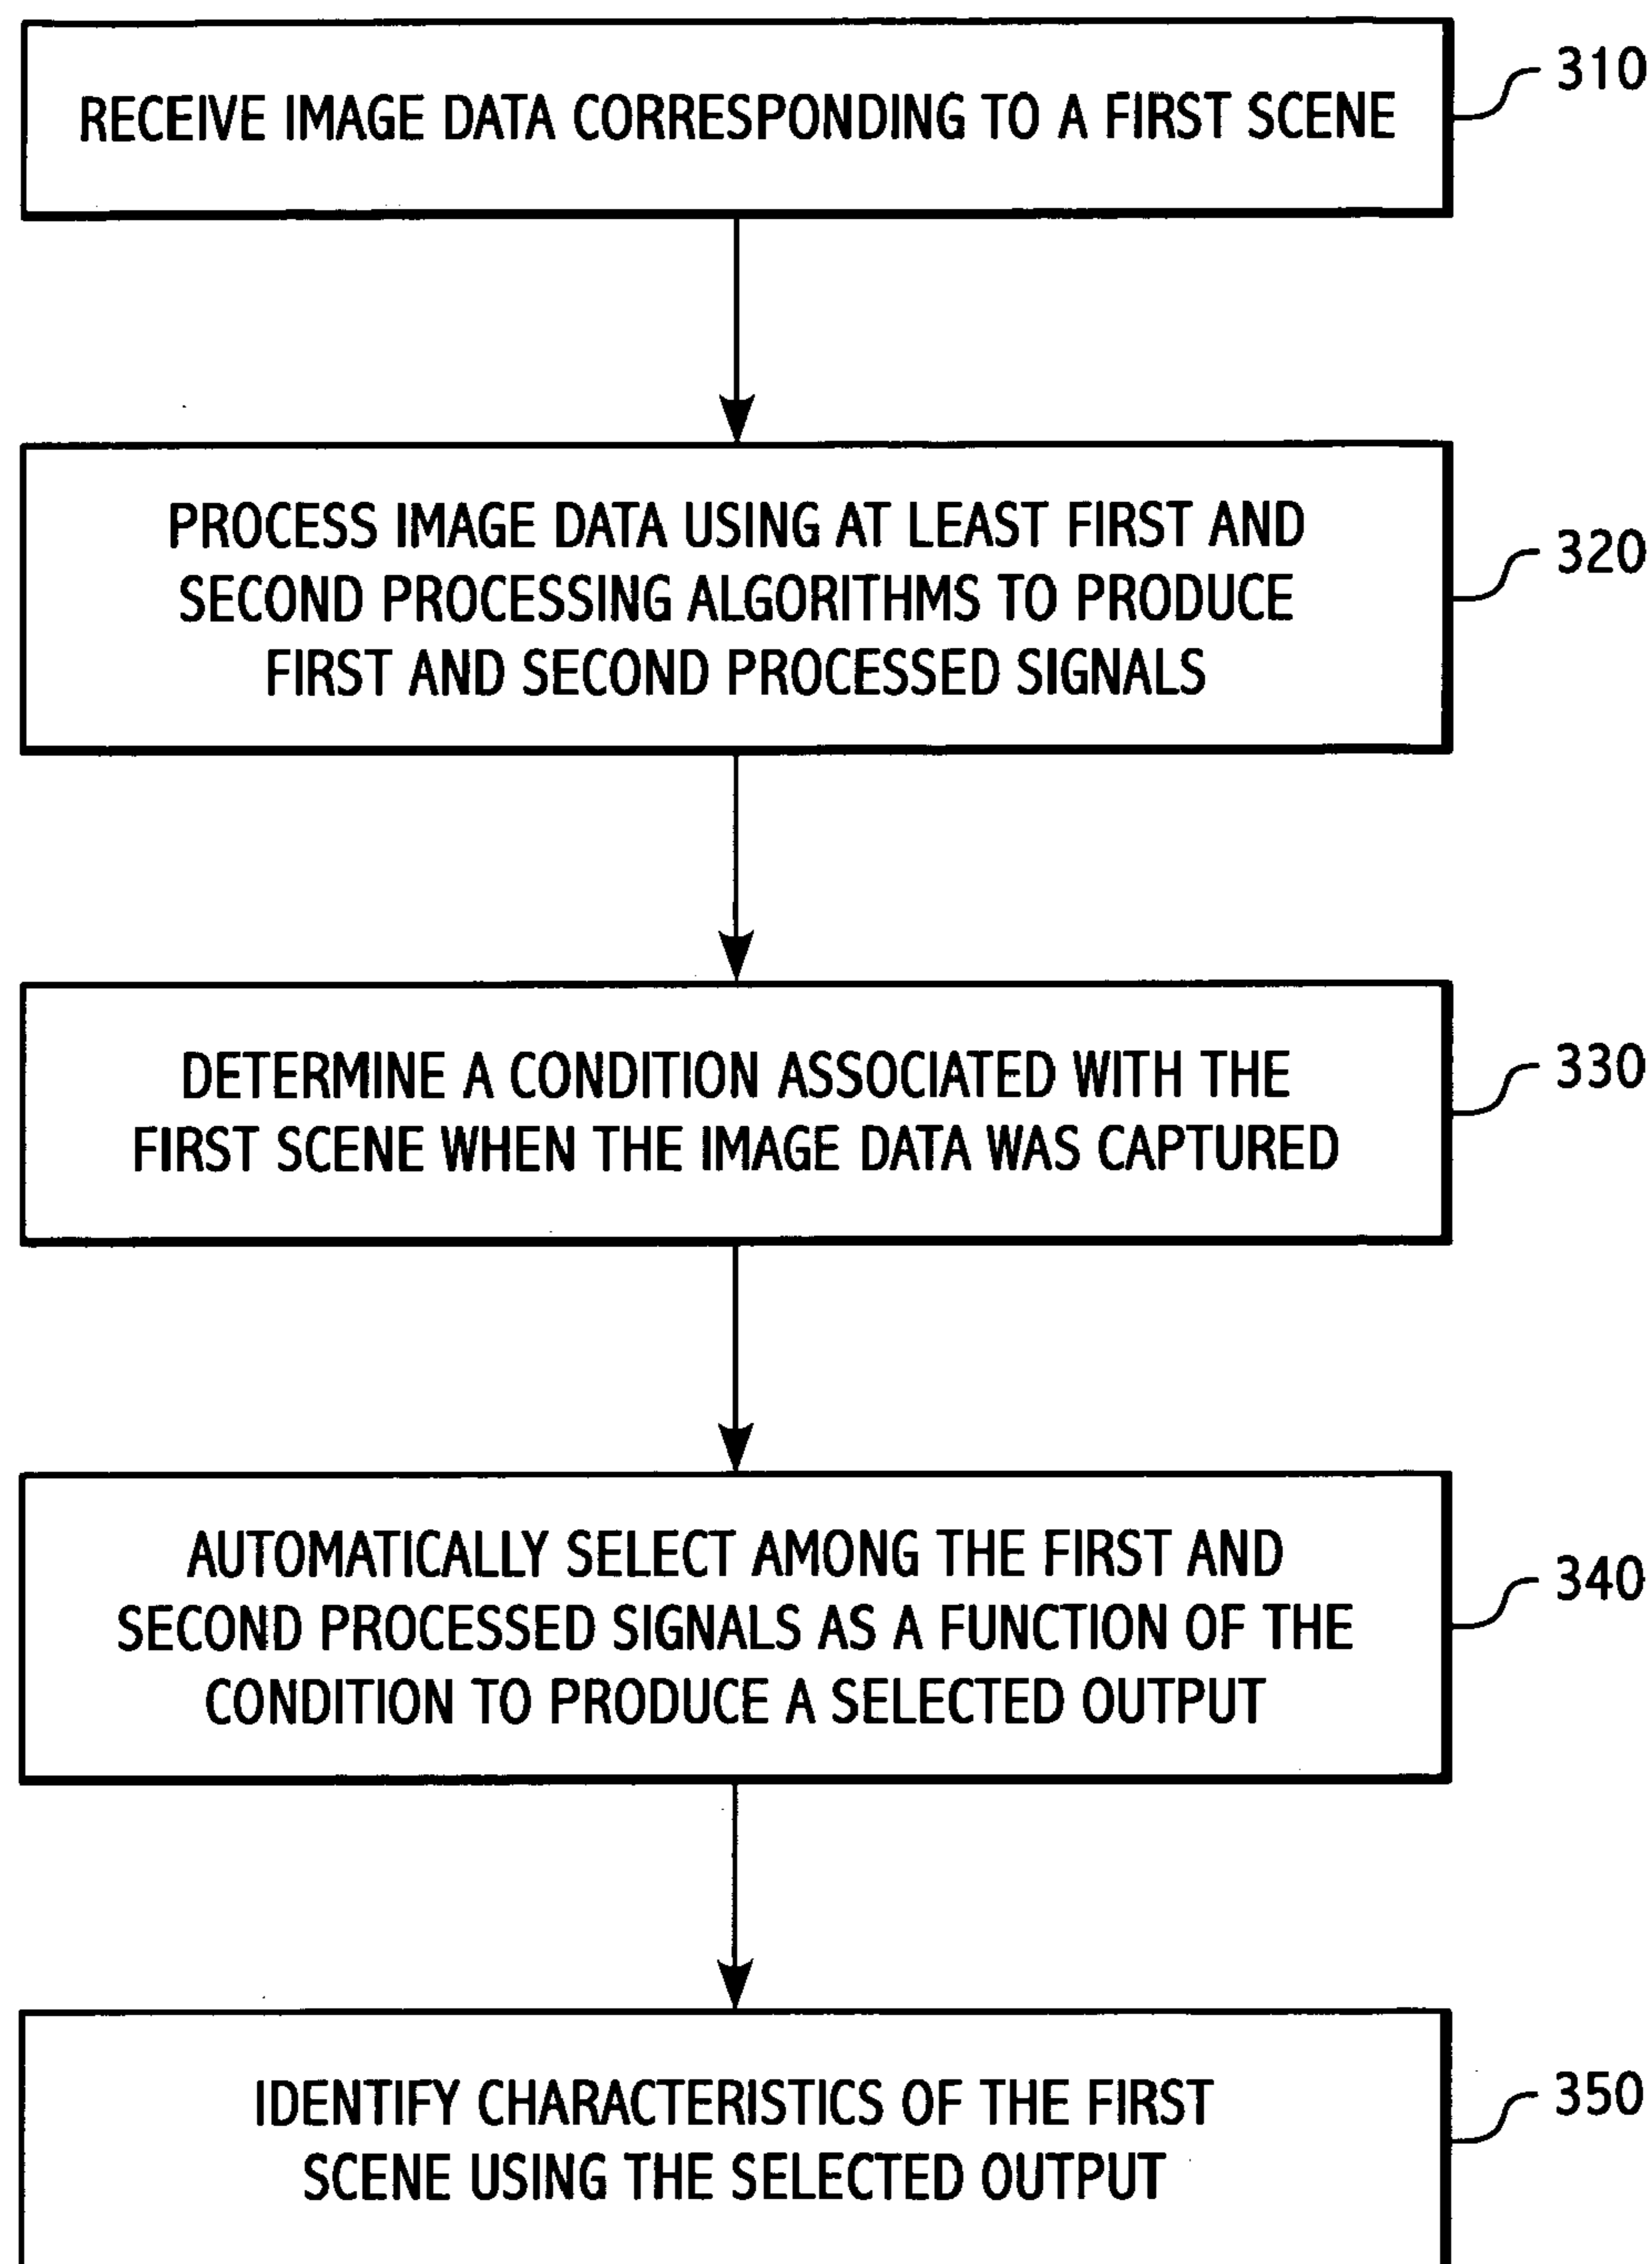 RECEIVE IMAGE DATA CORRESPONDING TO A FIRST SCENE
310
PROCESS IMAGE DATA USING AT LEAST FIRST AND
SECOND PROCESSING ALGORITHMS TO PRODUCE
FIRST AND SECOND PROCESSED SIGNALS
320
DETERMINE A CONDITION ASSOCIATED WITH THE
FIRST SCENE WHEN THE IMAGE DATA WAS CAPTURED
330
AUTOMATICALLY SELECT AMONG THE FIRST AND
SECOND PROCESSED SIGNALS AS A FUNCTION OF THE
CONDITION TO PRODUCE A SELECTED OUTPUT
340
IDENTIFY CHARACTERISTICS OF THE FIRST
SCENE USING THE SELECTED OUTPUT
350